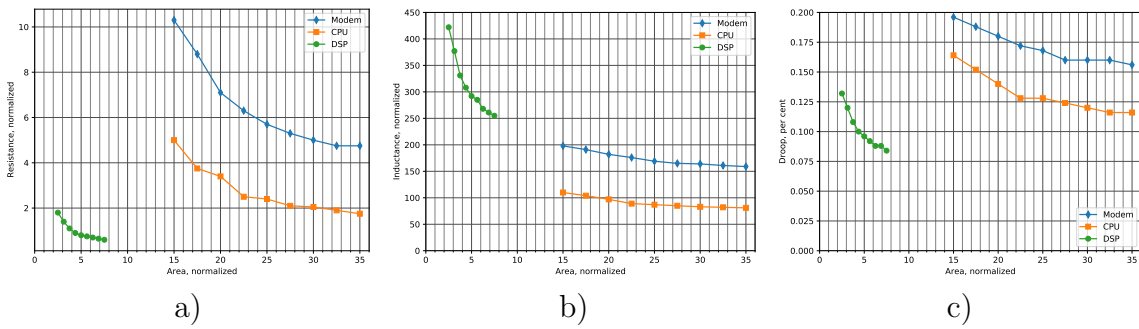 Resistance, normalized
10
8
6
4
2
0
5
10
15
20
25
30
35
Area, normalized
Modem
CPU
DSP
a)
Inductance, normalized
450
400
350
300
250
200
150
100
50
0
0
5
10
15
20
25
30
35
Area, normalized
Modem
CPU
DSP
b)
Droop, per cent
0.200
0.175
0.150
0.125
0.100
0.075
0.050
0.025
0.000
0
5
10
15
20
25
30
35
Area, normalized
Modem
CPU
DSP
c)